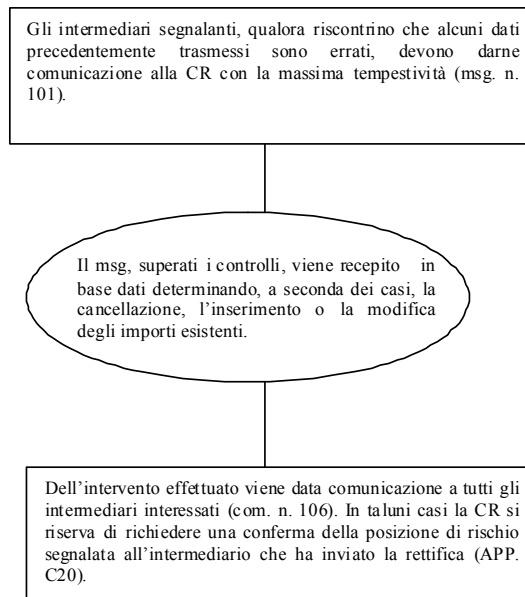 Gli intermediari segnalanti, qualora riscontrino che alcuni dati
precedentemente trasmessi sono errati, devono darne
comunicazione alla CR con la massima tempestività (msg. n.
101).
Il msg, superati i controlli, viene recepito in
base dati determinando, a seconda dei casi, la
cancellazione, l'inserimento o la modifica
degli importi esistenti.
Dell'intervento effettuato viene data comunicazione a tutti gli
intermediari interessati (com. n. 106). In taluni casi la CR si
riserva di richiedere una conferma della posizione di rischio
segnalata all'intermediario che ha inviato la rettifica (APP.
C20).